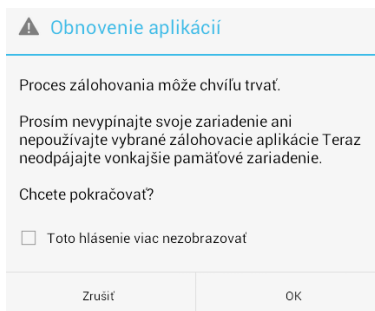 Obnovenie aplikácií
Proces zálohovania môže chvíľu trvať.
Prosím nevypínajte svoje zariadenie ani
nepoužívajte vybrané zálohovacie aplikácie Teraz
neodpájajte vonkajšie pamäťové zariadenie.
Chcete pokračovať?
Toto hlásenie viac nezobrazovať
Zrušiť
OK